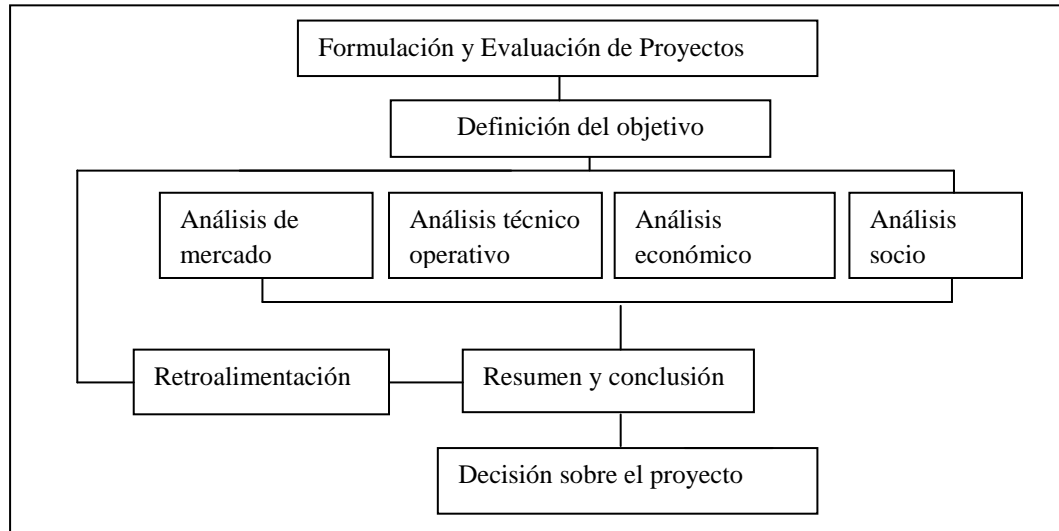 Formulación y Evaluación de Proyectos
Definición del objetivo
Análisis de
mercado
Análisis técnico
operativo
Análisis
económico
Análisis
socio
Retroalimentación
Resumen y conclusión
Decisión sobre el proyecto